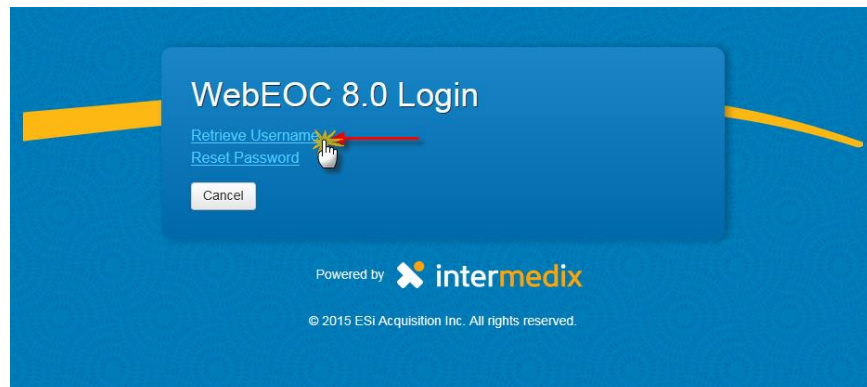 WebEOC 8.0 Login
Retrieve Username
Reset Password
Cancel
Powered by intermedix
© 2015 ESi Acquisition Inc. All rights reserved.